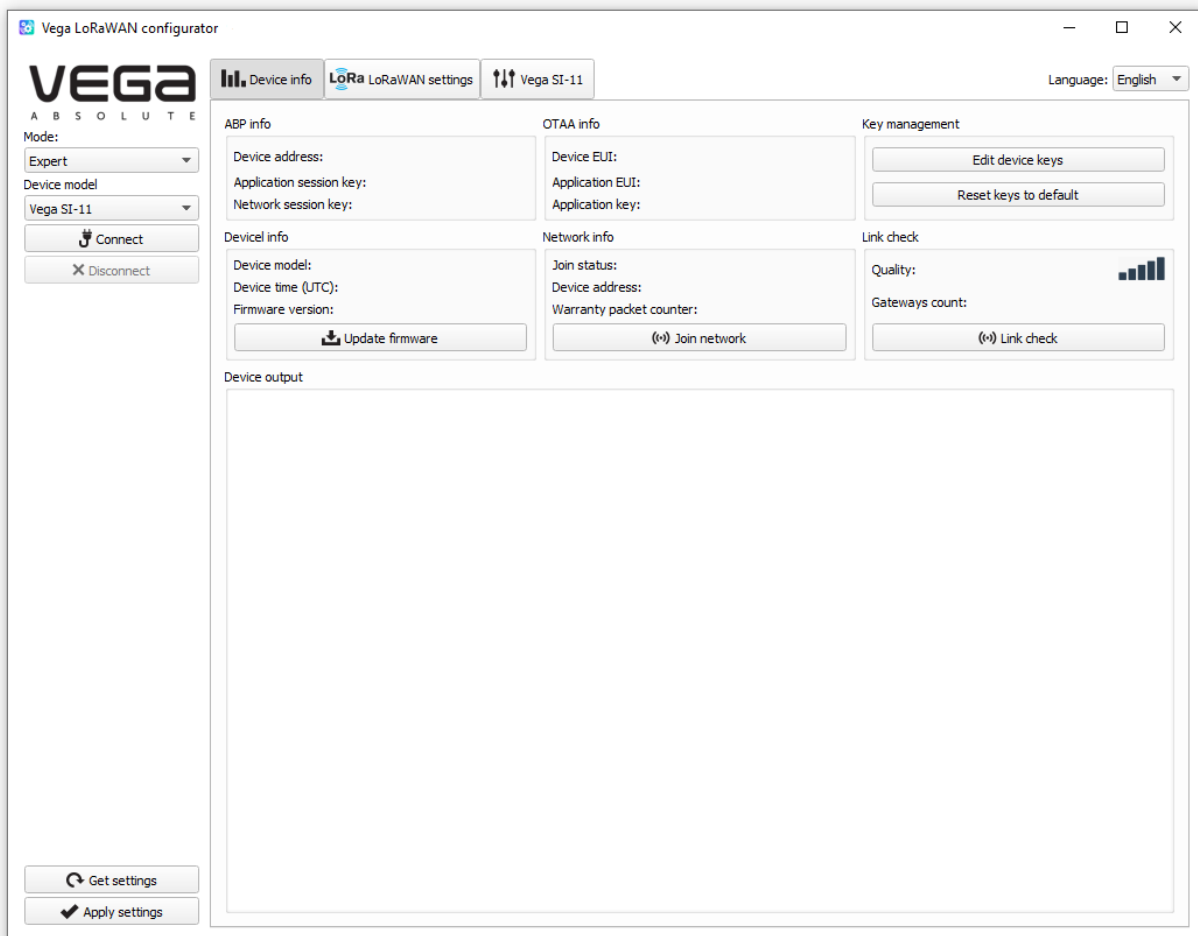 Vega LoRaWAN configurator
VEGA
ABSOLUTE
Mode:
Expert
Device model
Vega SI-11
Connect
Disconnect
Get settings
Apply settings
Device info
LoRa LoRaWAN settings
Vega SI-11
Language: English
ABP info
Device address:
Application session key:
Network session key:
OTAA info
Device EUI:
Application EUI:
Application key:
Key management
Edit device keys
Reset keys to default
Devicel info
Device model:
Device time (UTC):
Firmware version:
Update firmware
Network info
Join status:
Device address:
Warranty packet counter:
Join network
Link check
Quality:
Gateways count:
Link check
Device output